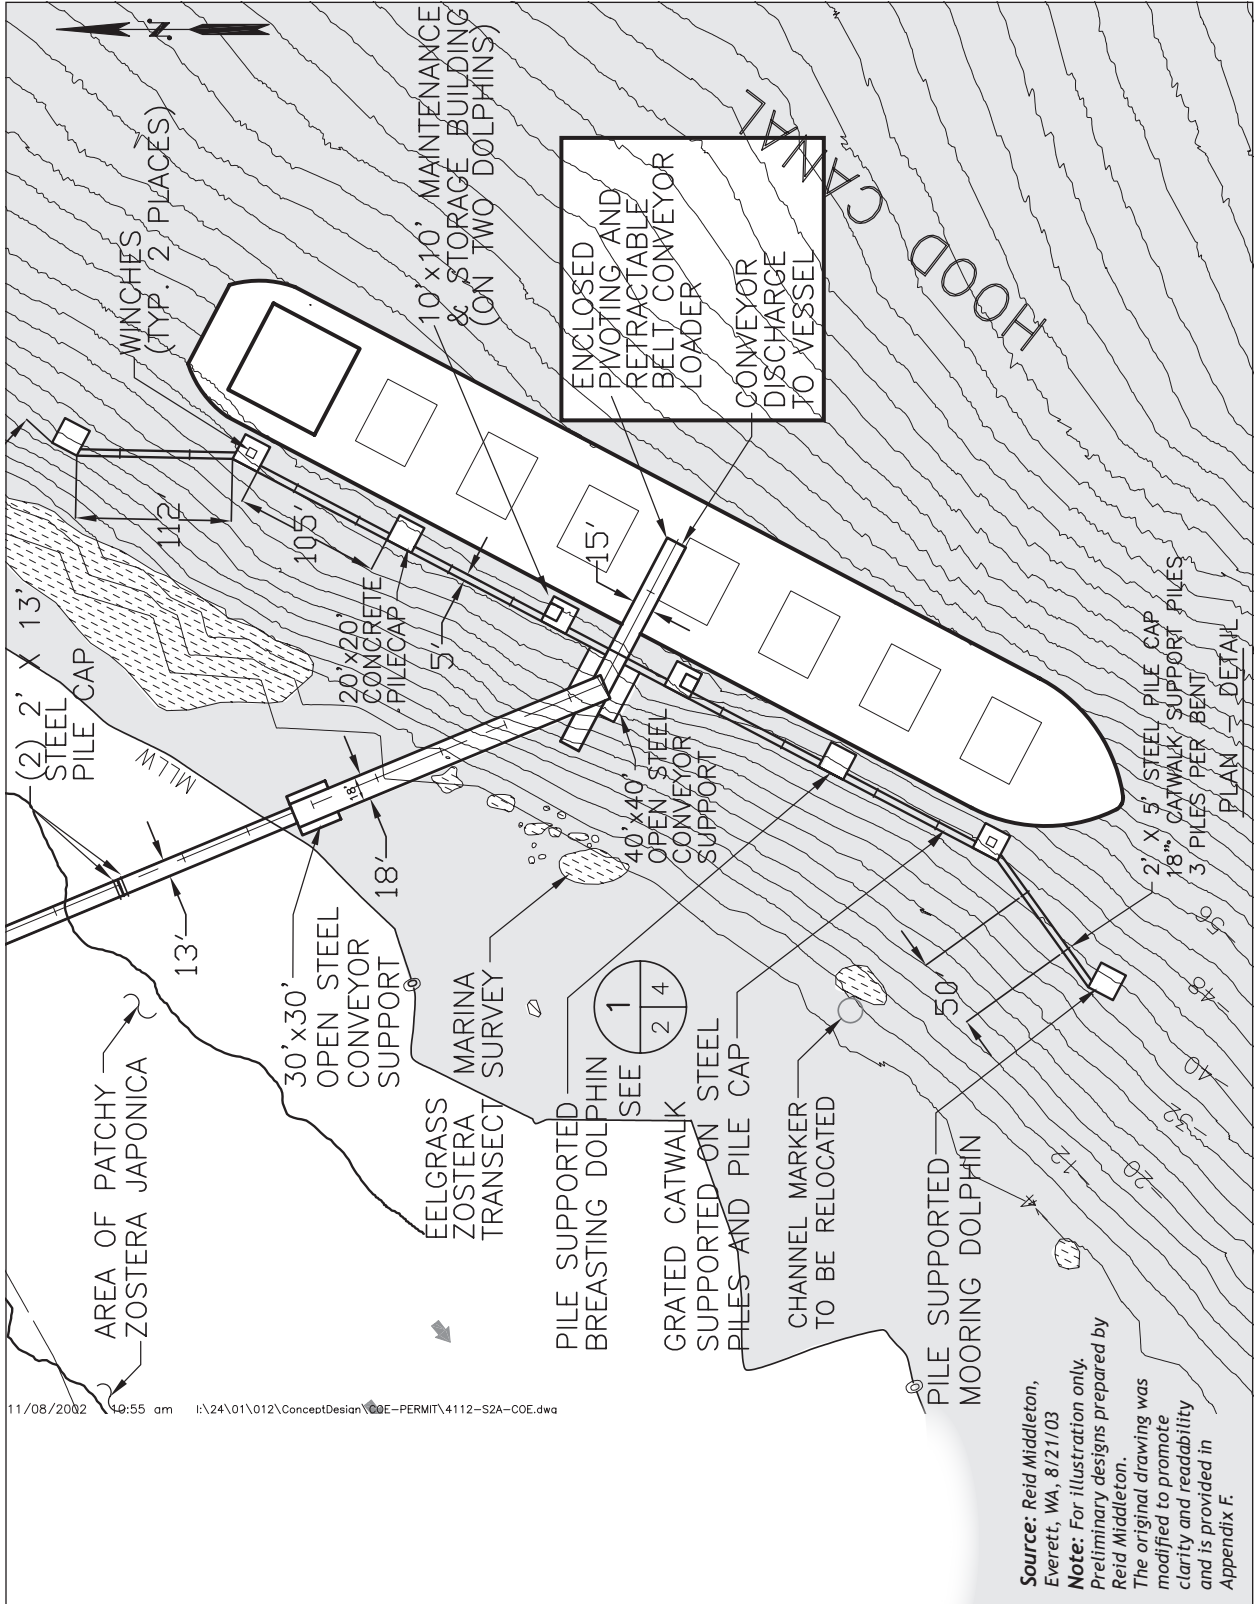 N
WINCHES
(TYP. 2 PLACES)
10'x10' MAINTENANCE
& STORAGE BUILDING
(ON TWO DOLPHINS)
ENCLOSED
PIVOTING AND
RETRACTABLE
BELT CONVEYOR
LOADER
CONVEYOR
DISCHARGE
TO VESSEL
HOOD CANAL
112'
105'
20'x20'
CONCRETE
PILECAP
5'
15'
(2) 2' X 13'
STEEL
PILE CAP
MLLW
13'
18'
18'
30'x30'
OPEN STEEL
CONVEYOR
SUPPORT
40'x40'
OPEN STEEL
CONVEYOR
SUPPORT
2' X 5' STEEL PILE CAP
18"ø CATWALK SUPPORT PILES
3 PILES PER BENT
PLAN - DETAIL
AREA OF PATCHY
ZOSTERA JAPONICA
EELGRASS
ZOSTERA MARINA
TRANSECT SURVEY
0
PILE SUPPORTED
BREASTING DOLPHIN
SEE
1
2 4
GRATED CATWALK
SUPPORTED ON STEEL
PILES AND PILE CAP
CHANNEL MARKER
TO BE RELOCATED
50'
PILE SUPPORTED
MOORING DOLPHIN
0
-12
-20
-32
-40
-48
-56
11/08/2002 10:55 am I:\24\01\012\ConceptDesign\COE-PERMIT\4112-S2A-COE.dwg
Source: Reid Middleton,
Everett, WA, 8/21/03
Note: For illustration only.
Preliminary designs prepared by
Reid Middleton.
The original drawing was
modified to promote
clarity and readability
and is provided in
Appendix F.